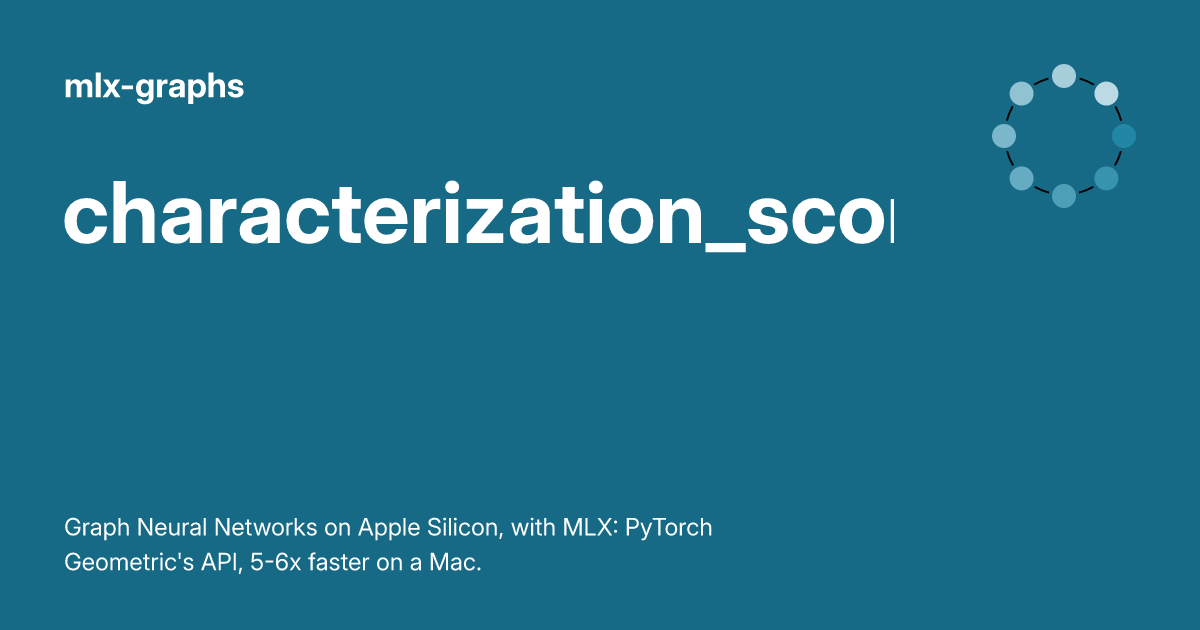 mlx-graphs
characterization_sco
Graph Neural Networks on Apple Silicon, with MLX: PyTorch
Geometric's API, 5-6x faster on a Mac.